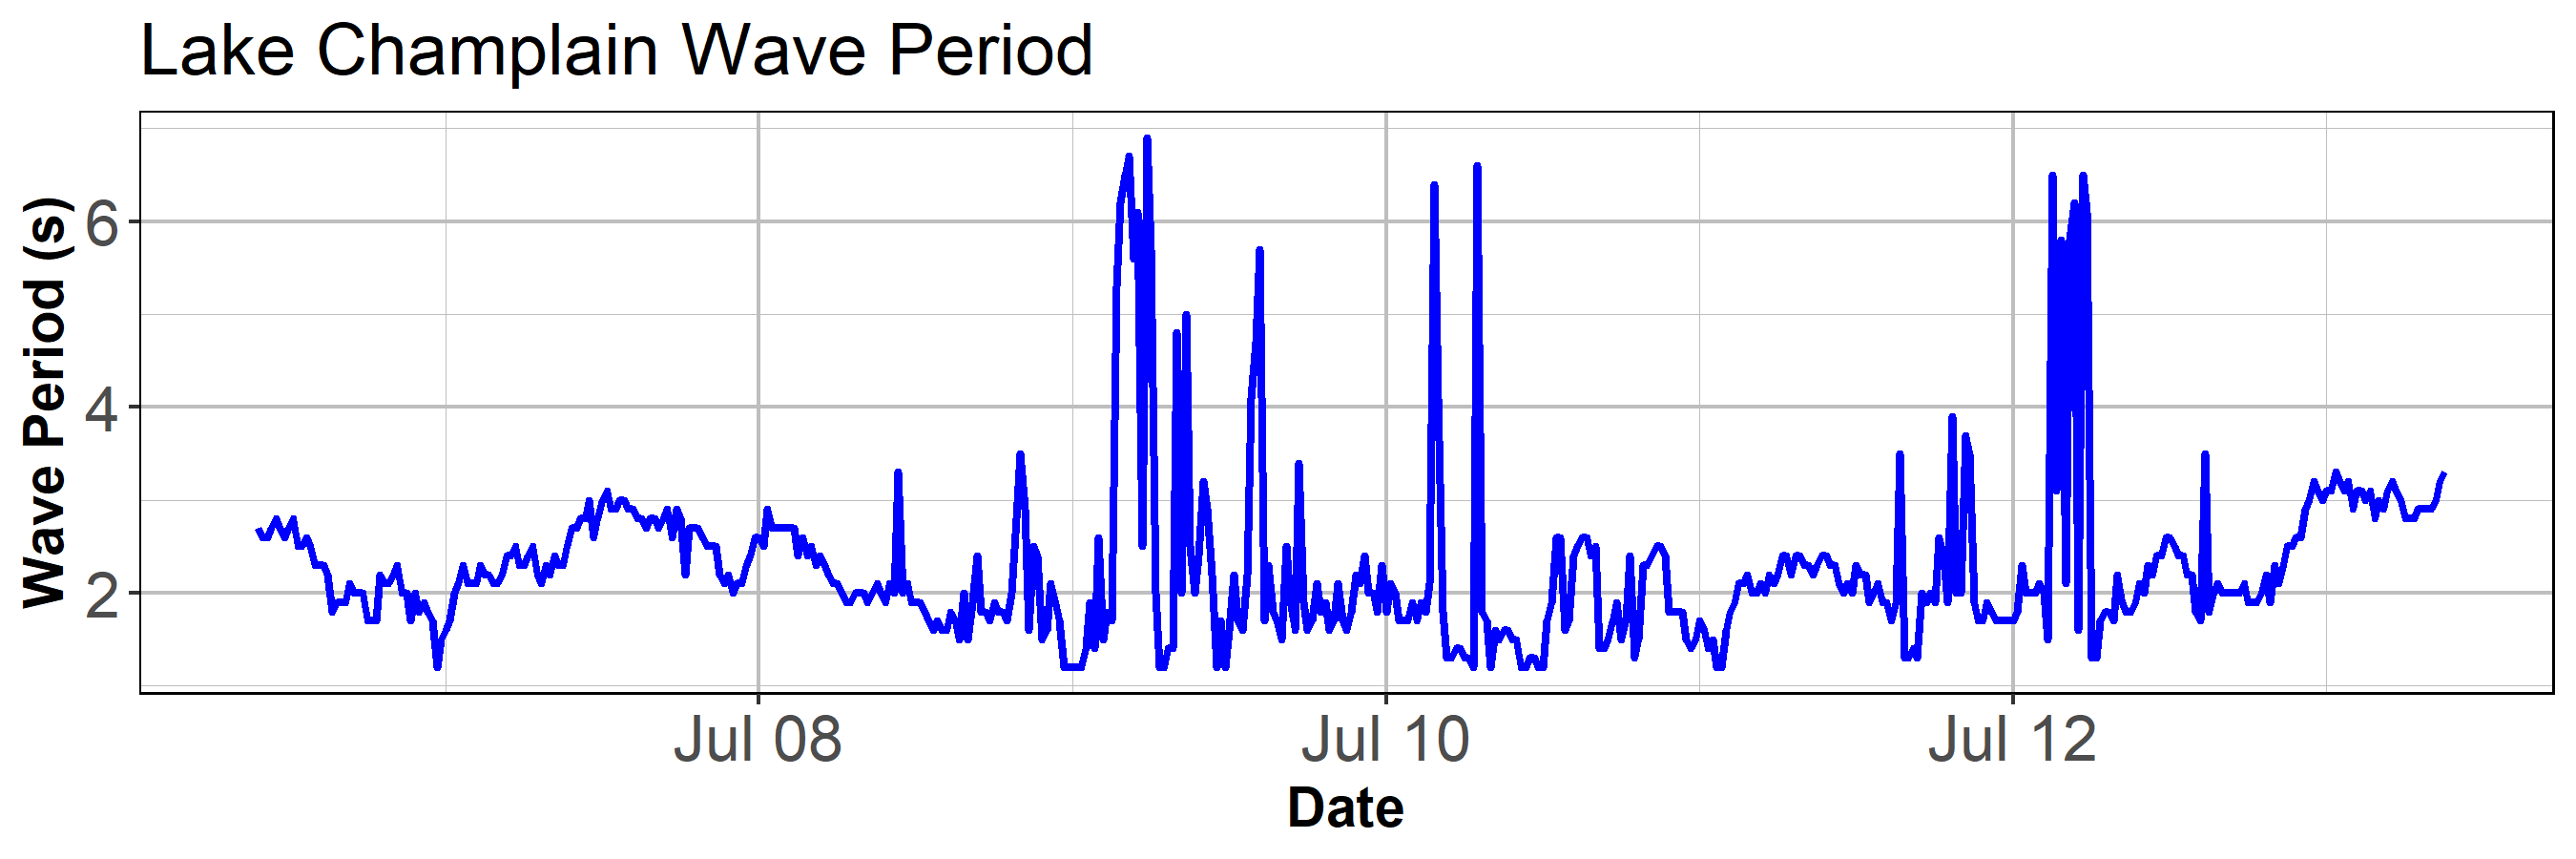 Lake Champlain Wave Period
Wave Period (s)
6
4
2
Jul 08 Jul 10 Jul 12
Date